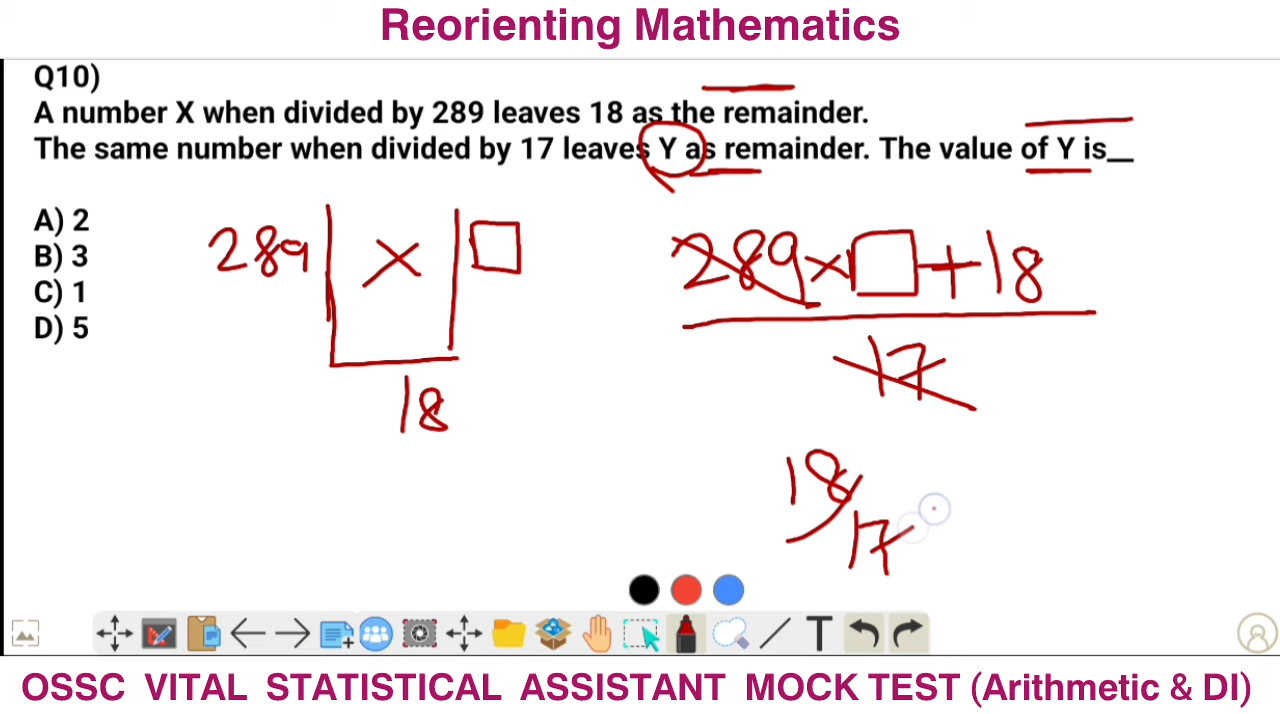 Reorienting Mathematics
Q10)
A number X when divided by 289 leaves 18 as the remainder.
The same number when divided by 17 leaves Y as remainder. The value of Y is__
A) 2
B) 3
C) 1
D) 5
289 × □
18
289 × □ + 18
17
18
17
T
OSSC VITAL STATISTICAL ASSISTANT MOCK TEST (Arithmetic & DI)